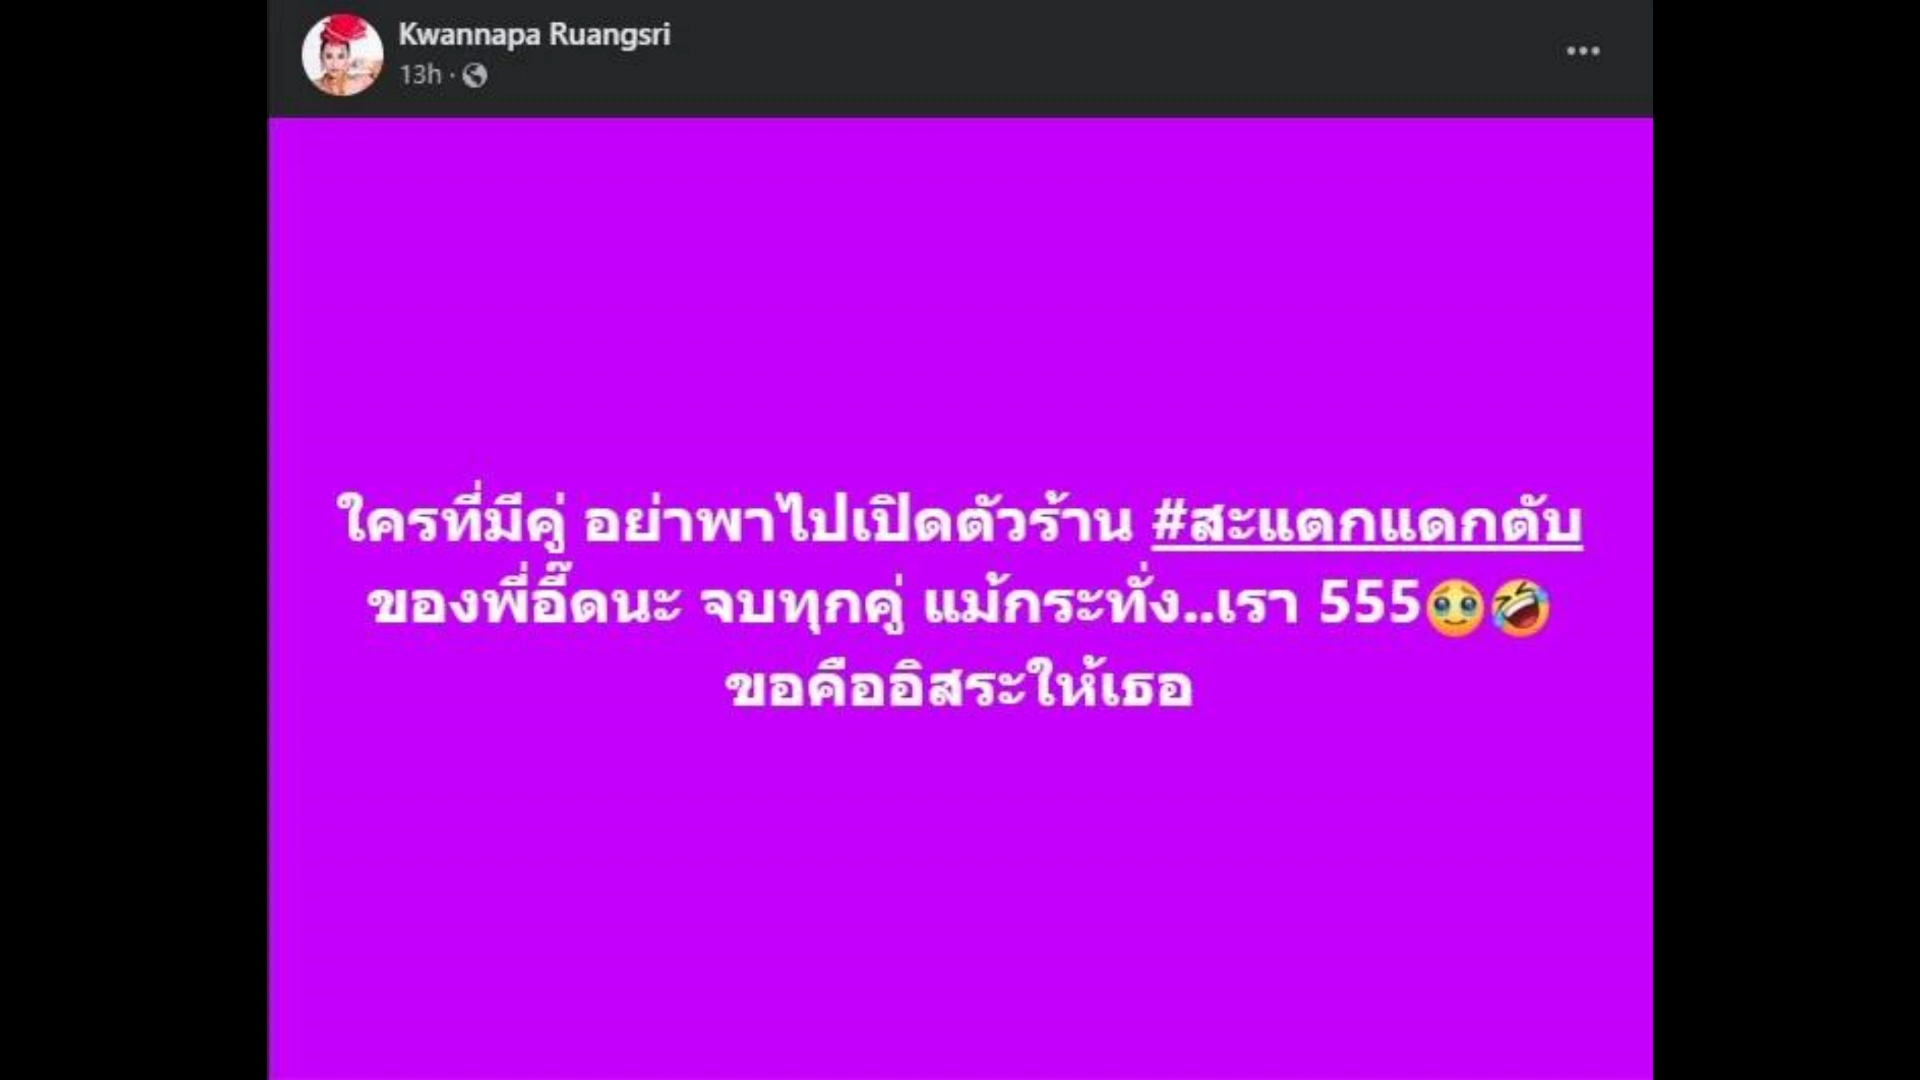 Kwannapa Ruangsri
13h ·
ใครที่มีคู่ อย่าพาไปเปิดตัวร้าน #สะแตกแดกตับ
ของพี่อี๊ดนะ จบทุกคู่ แม้กระทั่ง..เรา 555🥹🤣
ขอคืออิสระให้เธอ